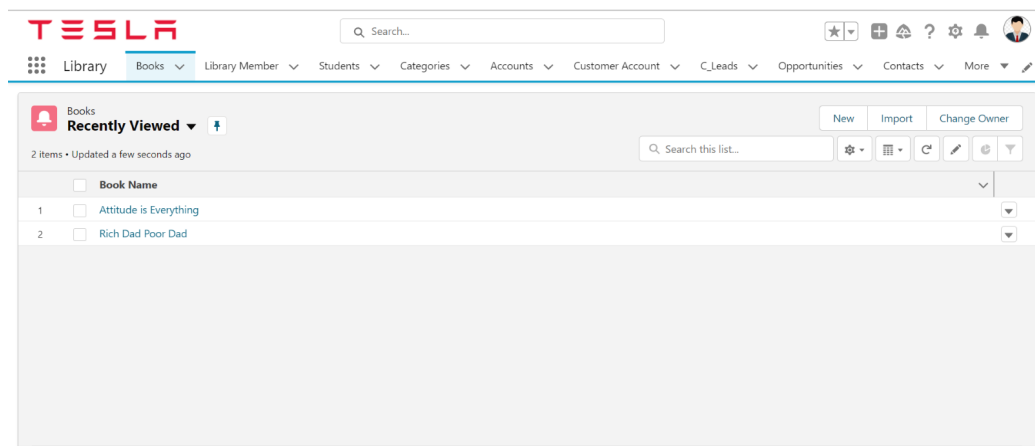 TESLA
Search...
Library Books Library Member Students Categories Accounts Customer Account C_Leads Opportunities Contacts More
Books
Recently Viewed
New Import Change Owner
2 items • Updated a few seconds ago
Search this list...
Book Name
1 Attitude is Everything
2 Rich Dad Poor Dad